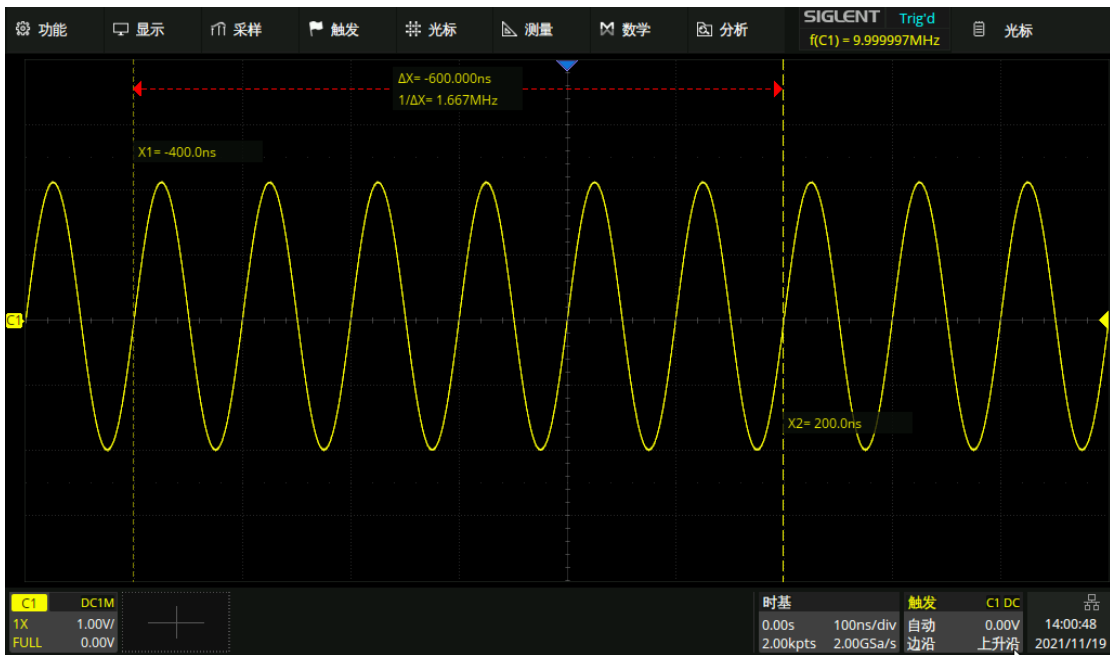 功能 显示 采样 触发 光标 测量 数学 分析 SIGLENT Trig'd 光标
f(C1) = 9.999997MHz
ΔX= -600.000ns
1/ΔX= 1.667MHz
X1= -400.0ns
C1
X2= 200.0ns
C1 DC1M
1X 1.00V/
FULL 0.00V
时基
0.00s 100ns/div
2.00kpts 2.00GSa/s
触发 C1 DC
自动 0.00V
边沿 上升沿
14:00:48
2021/11/19